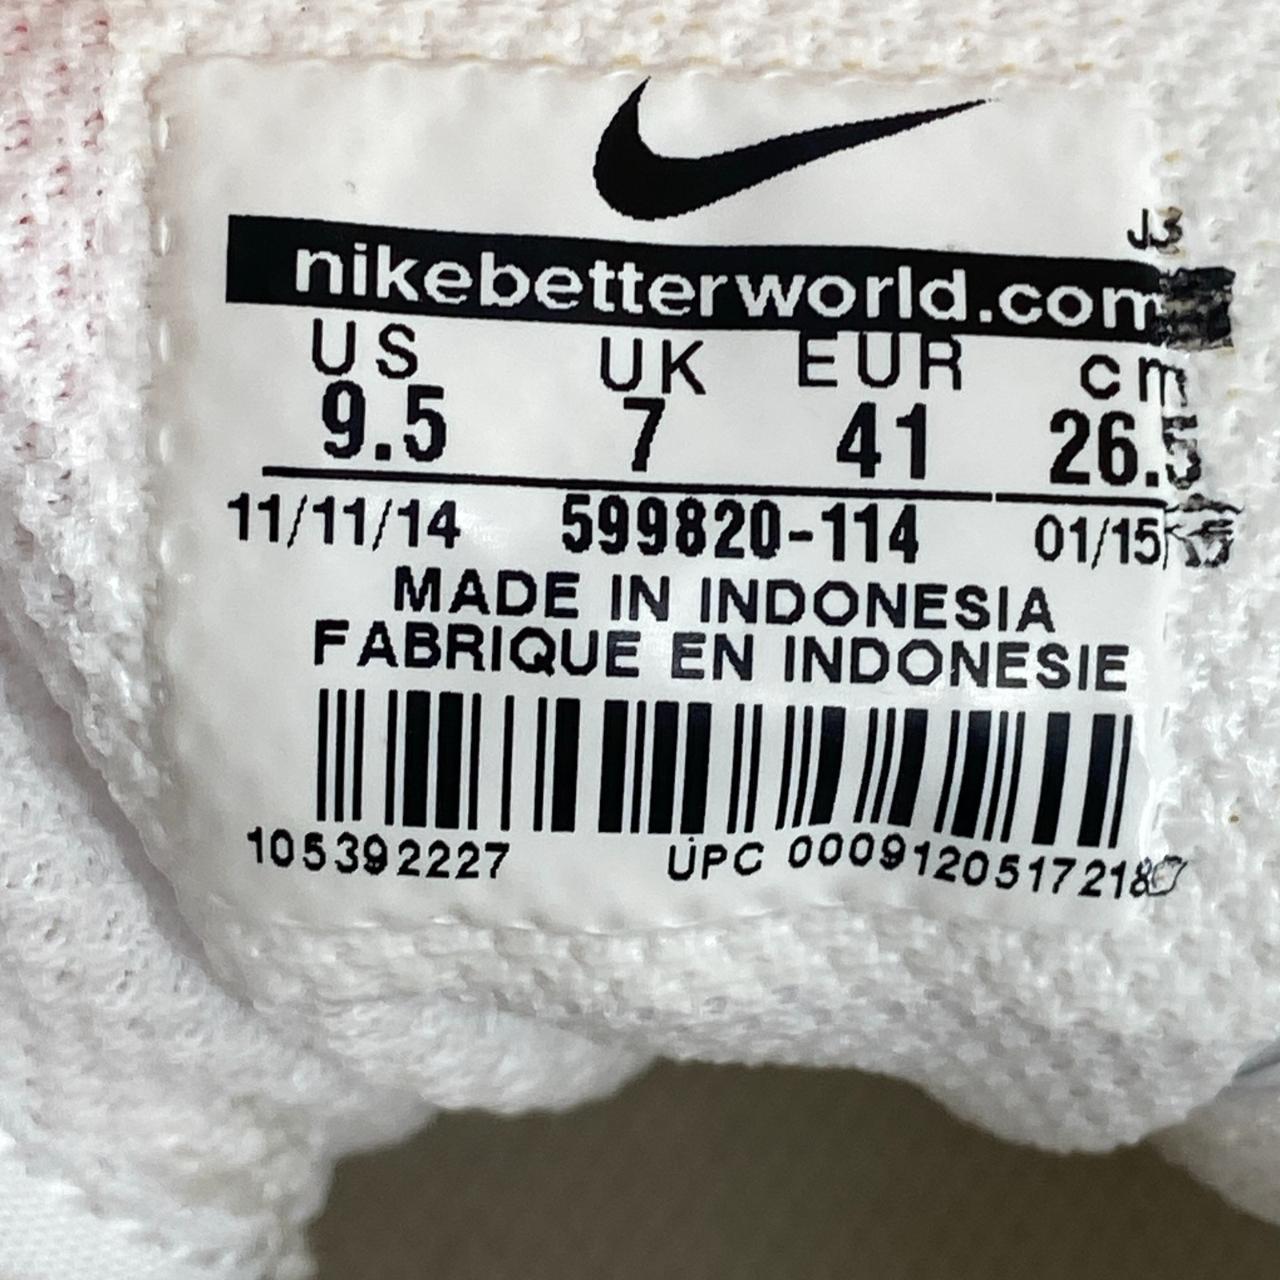 J3
nikebetterworld.com
US UK EUR cm
9.5 7 41 26.5
11/11/14 599820-114 01/15
MADE IN INDONESIA
FABRIQUE EN INDONESIE
105392227 UPC